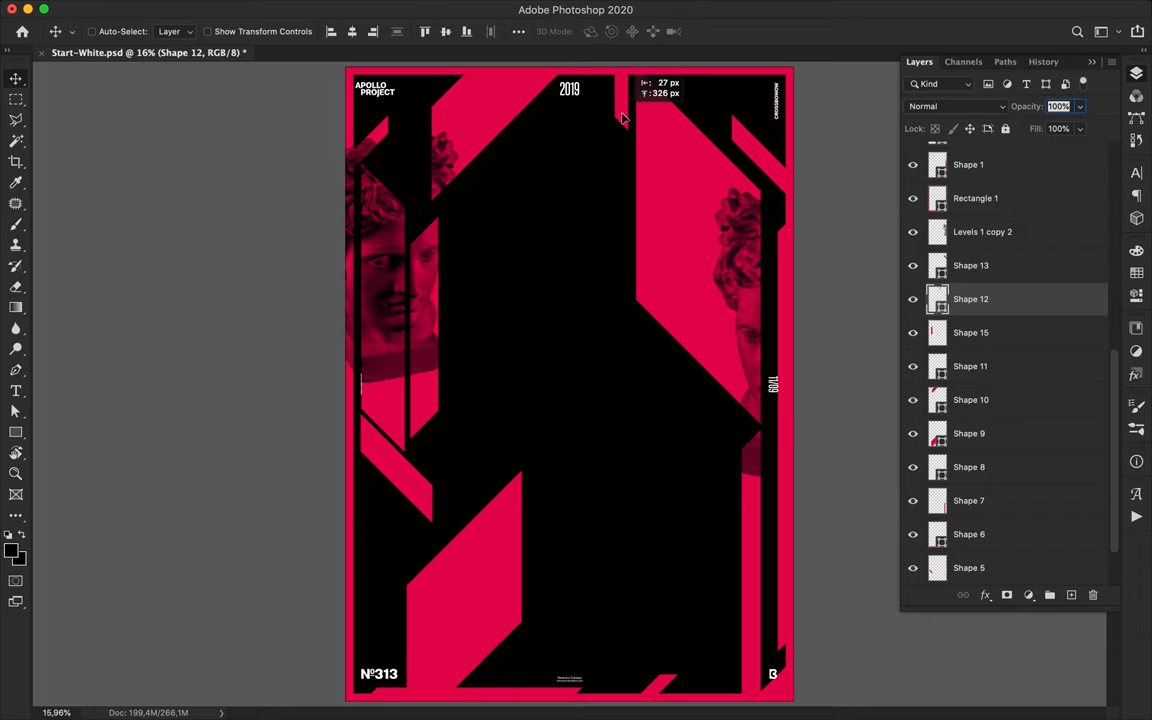 Adobe Photoshop 2020
Auto-Select:
Layer
Show Transform Controls
3D Mode:
Start-White.psd @ 16% (Shape 12, RGB/8) *
APOLLO
PROJECT
2019
27 px
326 px
CROSSBOWOW
11/09
Nº313
15,96%
Doc: 199,4M/266,1M
Layers
Channels
Paths
History
Kind
Normal
Opacity:
100%
Lock:
Fill:
100%
Shape 1
Rectangle 1
Levels 1 copy 2
Shape 13
Shape 12
Shape 15
Shape 11
Shape 10
Shape 9
Shape 8
Shape 7
Shape 6
Shape 5